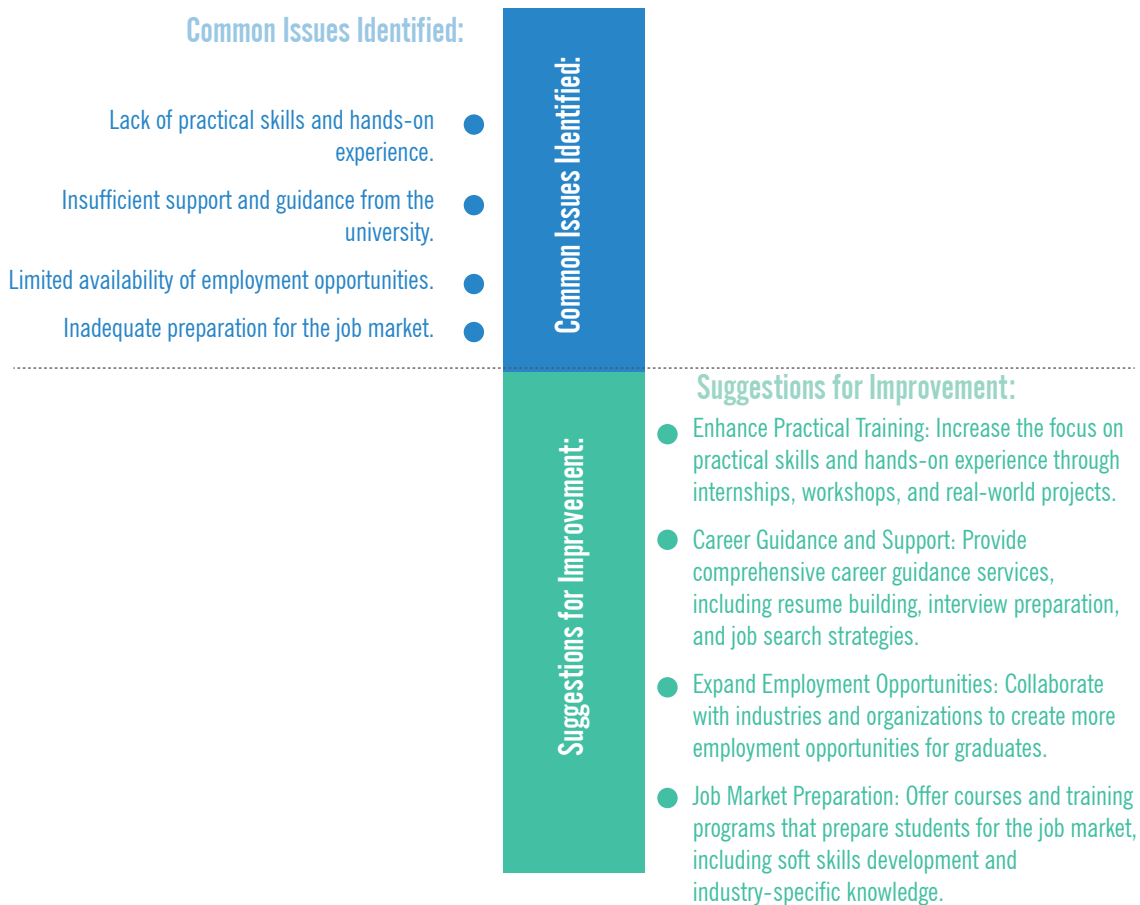 Common Issues Identified:
Lack of practical skills and hands-on
experience.
Insufficient support and guidance from the
university.
Limited availability of employment opportunities.
Inadequate preparation for the job market.
Common Issues Identified:
Suggestions for Improvement:
Suggestions for Improvement:
Enhance Practical Training: Increase the focus on
practical skills and hands-on experience through
internships, workshops, and real-world projects.
Career Guidance and Support: Provide
comprehensive career guidance services,
including resume building, interview preparation,
and job search strategies.
Expand Employment Opportunities: Collaborate
with industries and organizations to create more
employment opportunities for graduates.
Job Market Preparation: Offer courses and training
programs that prepare students for the job market,
including soft skills development and
industry-specific knowledge.